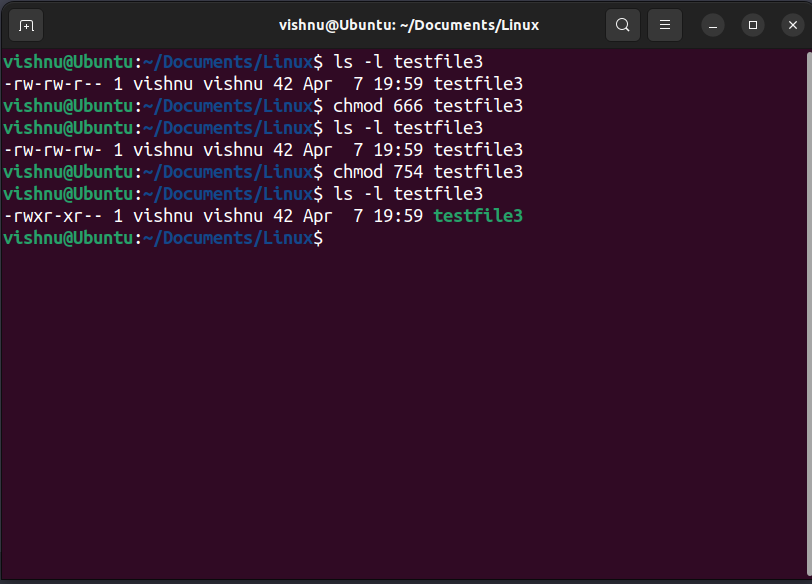 vishnu@Ubuntu: ~/Documents/Linux
vishnu@Ubuntu:~/Documents/Linux$ ls -l testfile3
-rw-rw-r-- 1 vishnu vishnu 42 Apr  7 19:59 testfile3
vishnu@Ubuntu:~/Documents/Linux$ chmod 666 testfile3
vishnu@Ubuntu:~/Documents/Linux$ ls -l testfile3
-rw-rw-rw- 1 vishnu vishnu 42 Apr  7 19:59 testfile3
vishnu@Ubuntu:~/Documents/Linux$ chmod 754 testfile3
vishnu@Ubuntu:~/Documents/Linux$ ls -l testfile3
-rwxr-xr-- 1 vishnu vishnu 42 Apr  7 19:59 testfile3
vishnu@Ubuntu:~/Documents/Linux$